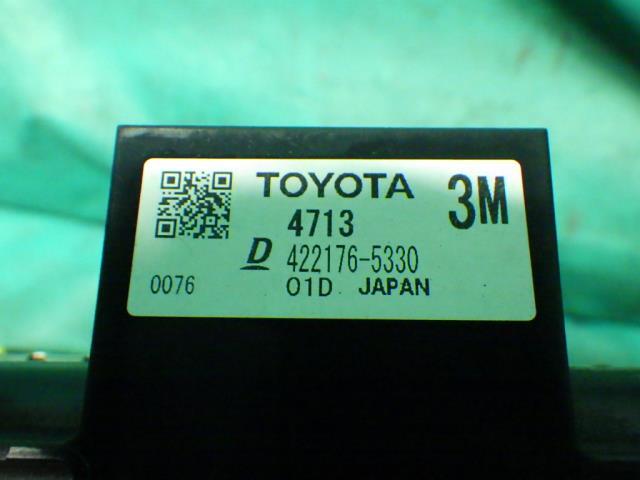 TOYOTA
4713 3M
D 422176-5330
0076 01D JAPAN